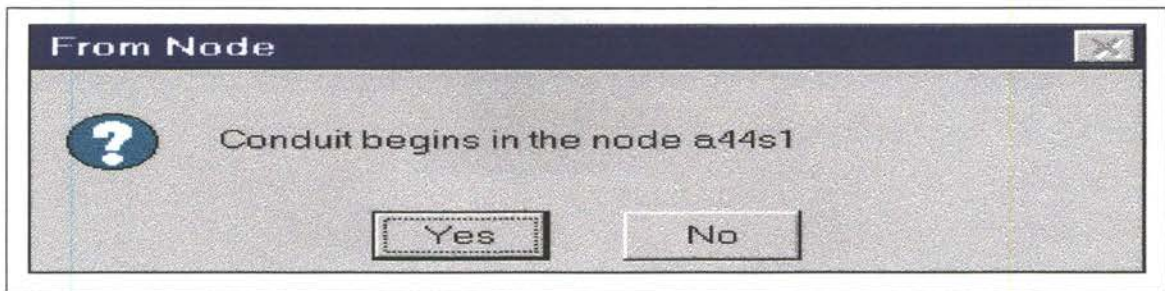 From Node
Conduit begins in the node a44s1
Yes
No